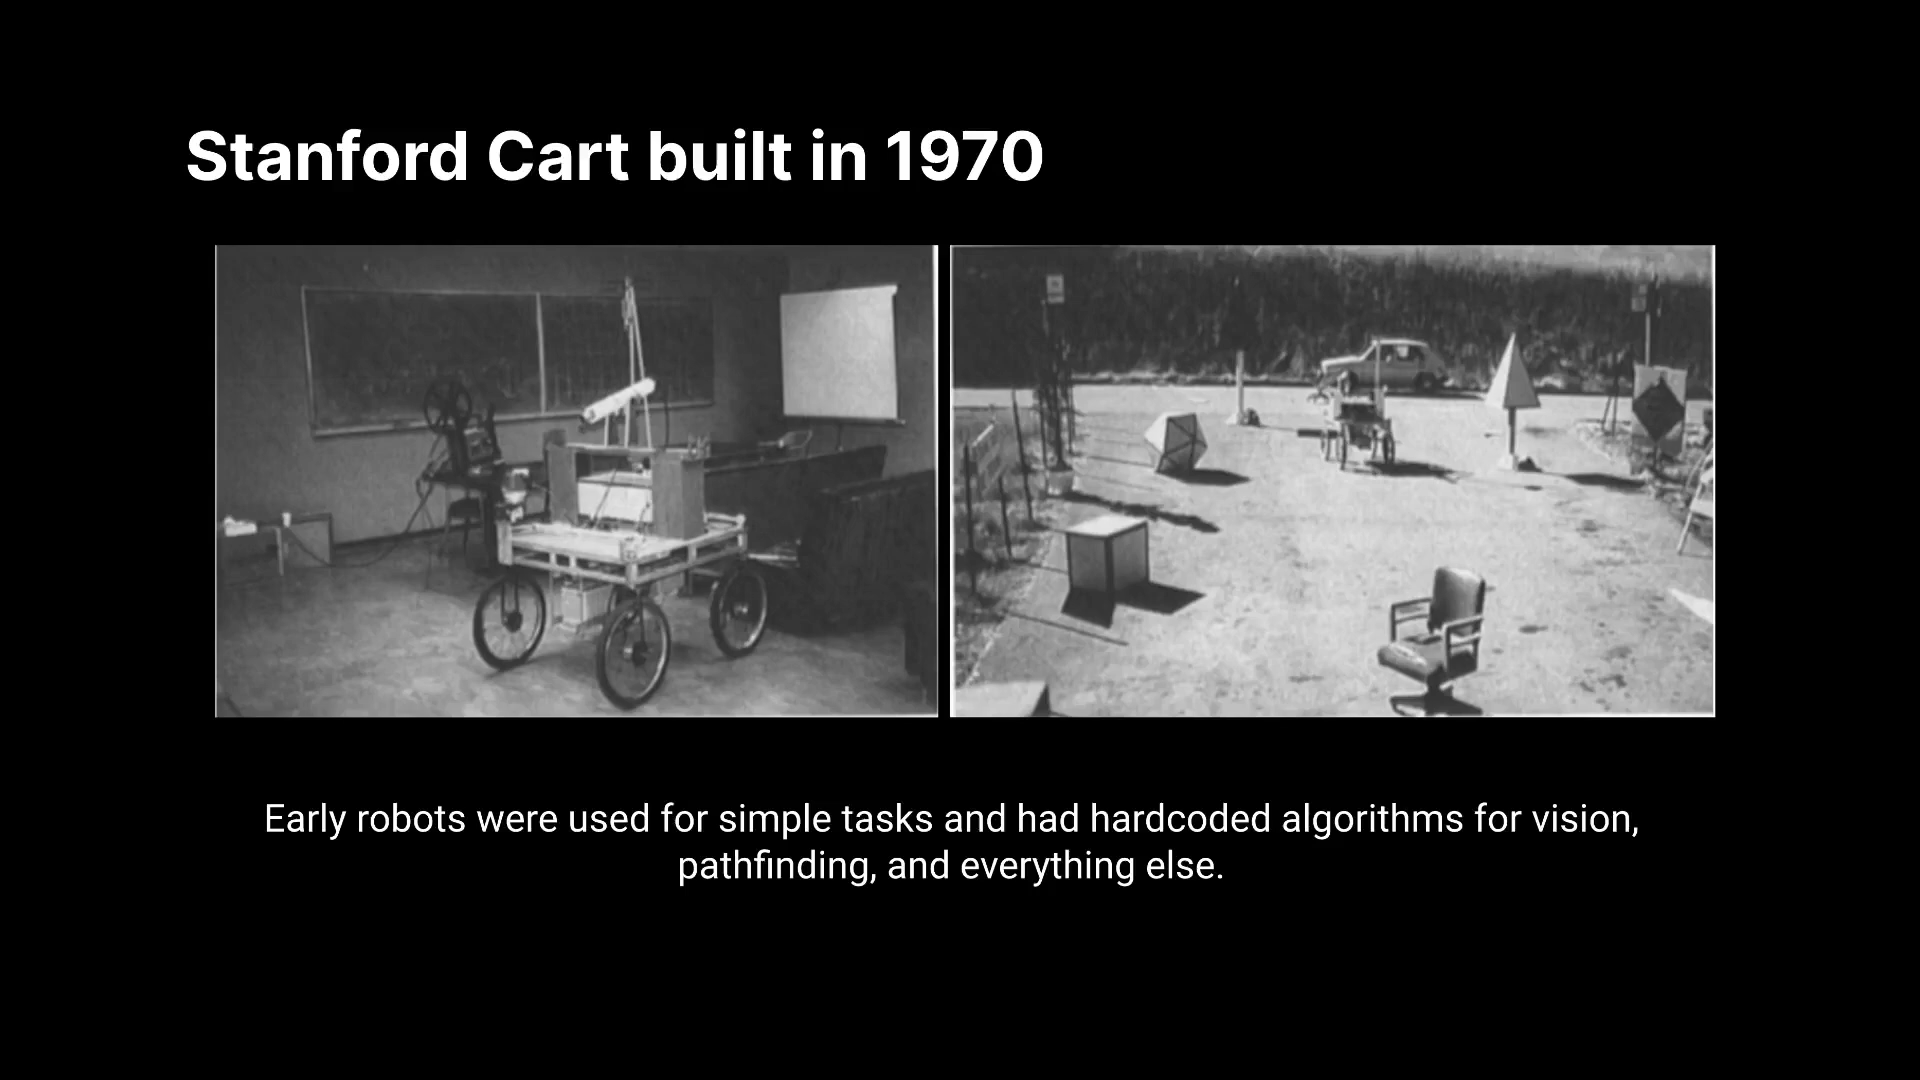 Stanford Cart built in 1970
Early robots were used for simple tasks and had hardcoded algorithms for vision,
pathfinding, and everything else.